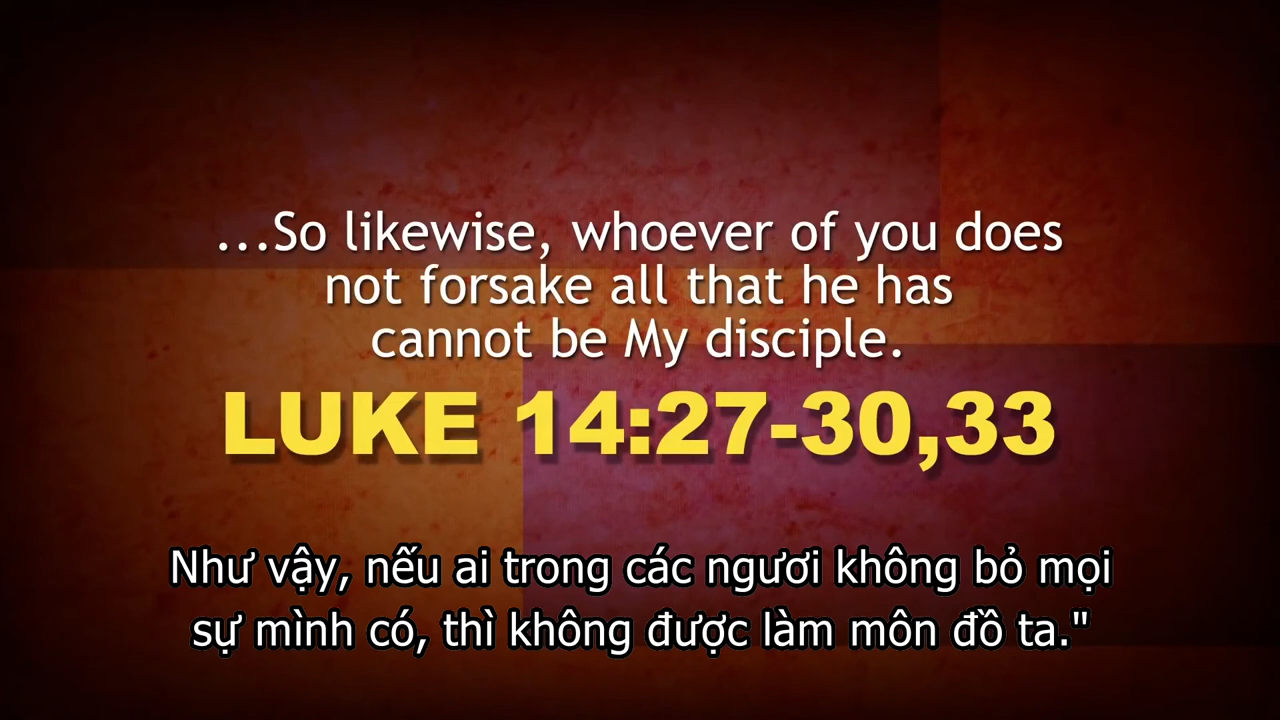 ...So likewise, whoever of you does
not forsake all that he has
cannot be My disciple.
LUKE 14:27-30,33
Như vậy, nếu ai trong các ngươi không bỏ mọi
sự mình có, thì không được làm môn đồ ta."